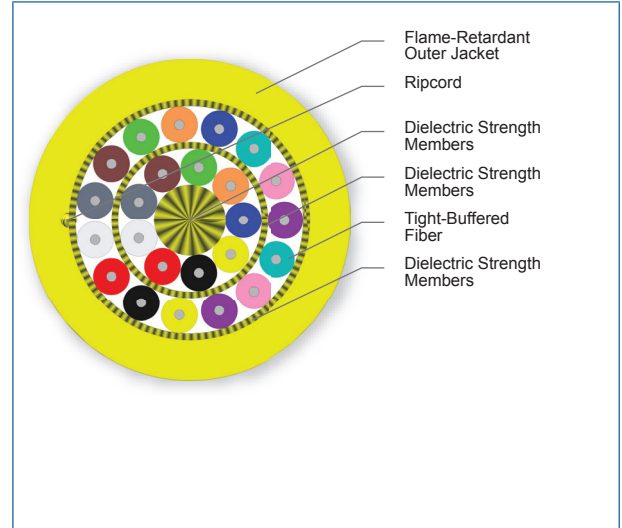 Flame-Retardant
Outer Jacket
Ripcord
Dielectric Strength
Members
Dielectric Strength
Members
Tight-Buffered
Fiber
Dielectric Strength
Members